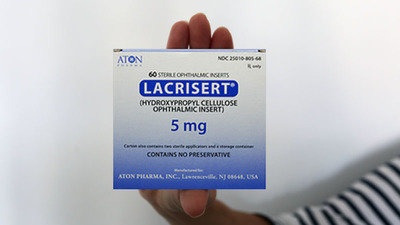 ATON
PHARMA
NDC 25010-805-68
℞ only
60 STERILE OPHTHALMIC INSERTS
LACRISERT®
(HYDROXYPROPYL CELLULOSE
OPHTHALMIC INSERT)
5 mg
Carton also contains two sterile applicators and a storage container
CONTAINS NO PRESERVATIVE
Manufactured for:
ATON PHARMA, INC., Lawrenceville, NJ 08648, USA